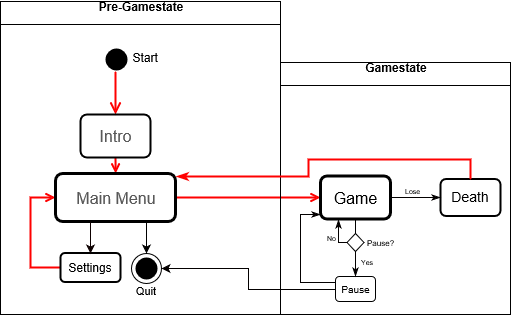 Pre-Gamestate
Start
Intro
Main Menu
Settings
Quit
Gamestate
Game
Lose
Death
No
Pause?
Yes
Pause